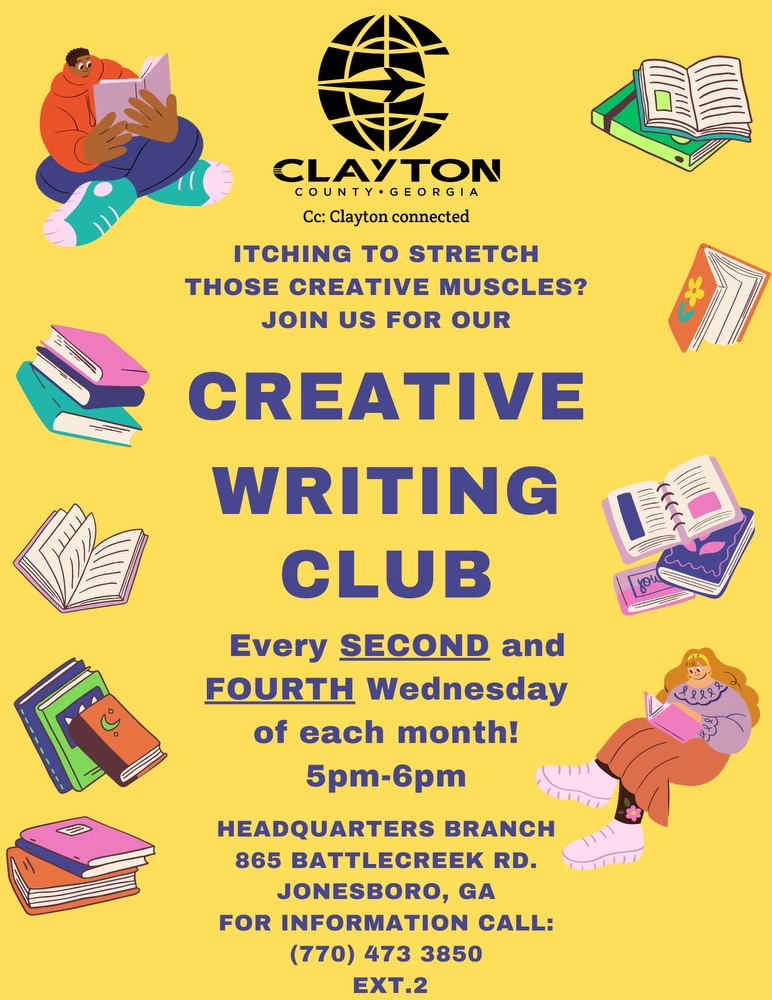 CLAYTON
COUNTY • GEORGIA
Cc: Clayton connected
ITCHING TO STRETCH
THOSE CREATIVE MUSCLES?
JOIN US FOR OUR
CREATIVE
WRITING
CLUB
Every SECOND and
FOURTH Wednesday
of each month!
5pm-6pm
HEADQUARTERS BRANCH
865 BATTLECREEK RD.
JONESBORO, GA
FOR INFORMATION CALL:
(770) 473 3850
EXT.2